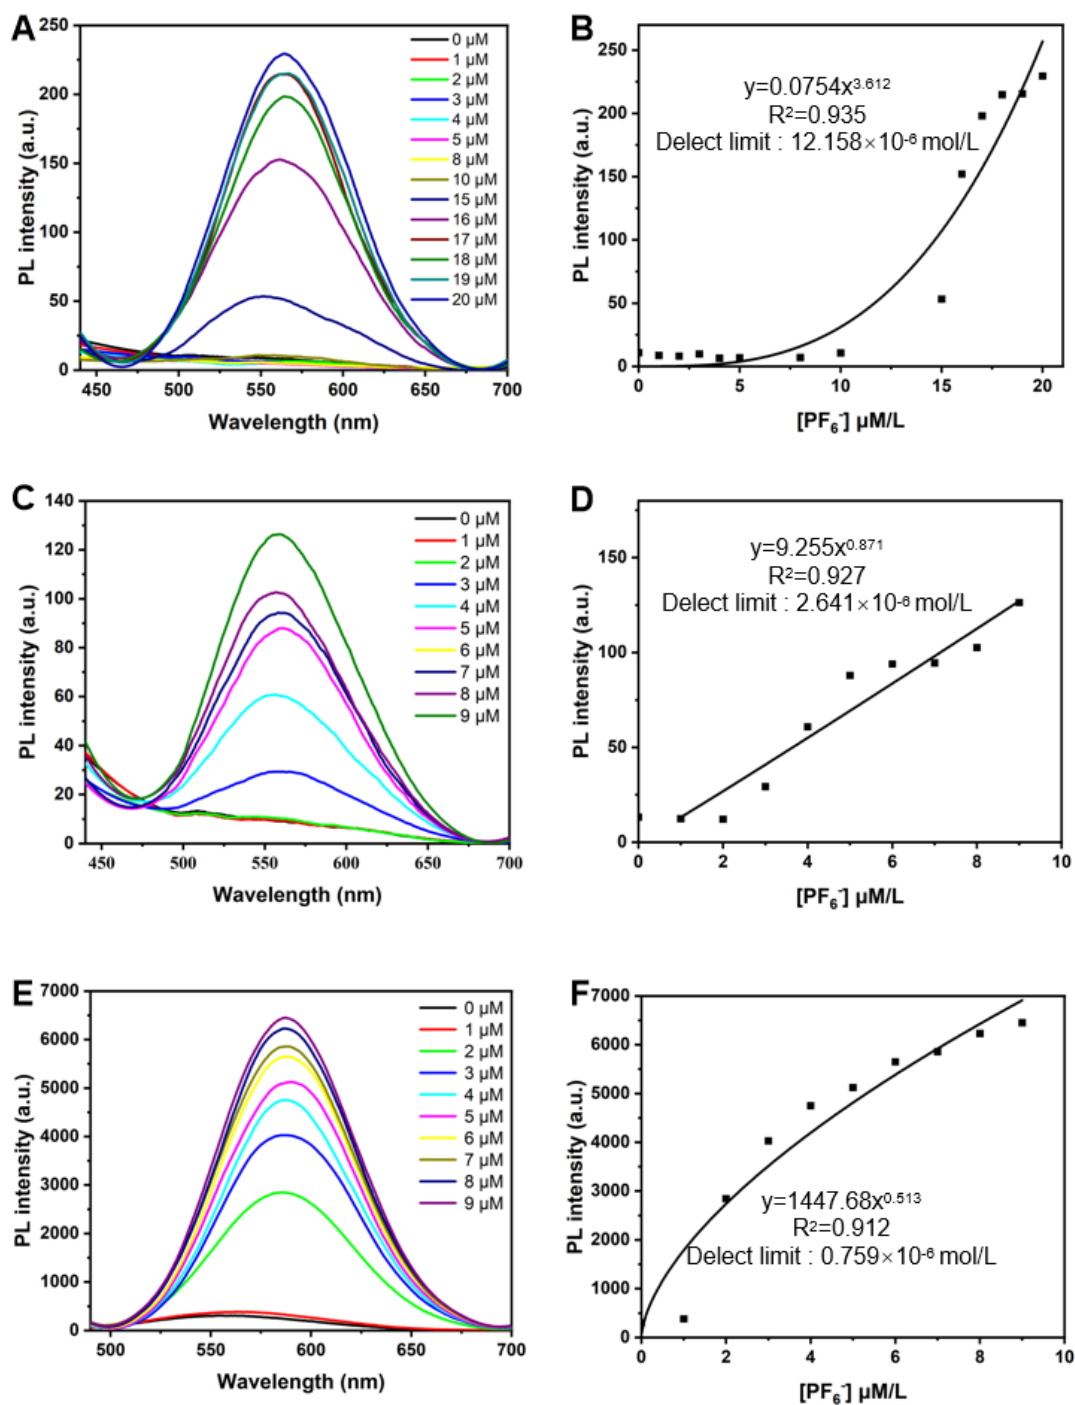 A
250
200
150
100
50
0
PL intensity (a.u.)
450 500 550 600 650 700
Wavelength (nm)
0 µM
1 µM
2 µM
3 µM
4 µM
5 µM
8 µM
10 µM
15 µM
16 µM
17 µM
18 µM
19 µM
20 µM
B
250
200
150
100
50
0
PL intensity (a.u.)
y=0.0754x^3.612
R²=0.935
Delect limit : 12.158×10⁻⁶ mol/L
0 5 10 15 20
[PF₆⁻] µM/L
C
140
120
100
80
60
40
20
0
PL intensity (a.u.)
450 500 550 600 650 700
Wavelength (nm)
0 µM
1 µM
2 µM
3 µM
4 µM
5 µM
6 µM
7 µM
8 µM
9 µM
D
150
100
50
0
PL intensity (a.u.)
y=9.255x^0.871
R²=0.927
Delect limit : 2.641×10⁻⁶ mol/L
0 2 4 6 8 10
[PF₆⁻] µM/L
E
7000
6000
5000
4000
3000
2000
1000
0
PL intensity (a.u.)
500 550 600 650 700
Wavelength (nm)
0 µM
1 µM
2 µM
3 µM
4 µM
5 µM
6 µM
7 µM
8 µM
9 µM
F
7000
6000
5000
4000
3000
2000
1000
0
PL intensity (a.u.)
y=1447.68x^0.513
R²=0.912
Delect limit : 0.759×10⁻⁶ mol/L
0 2 4 6 8 10
[PF₆⁻] µM/L